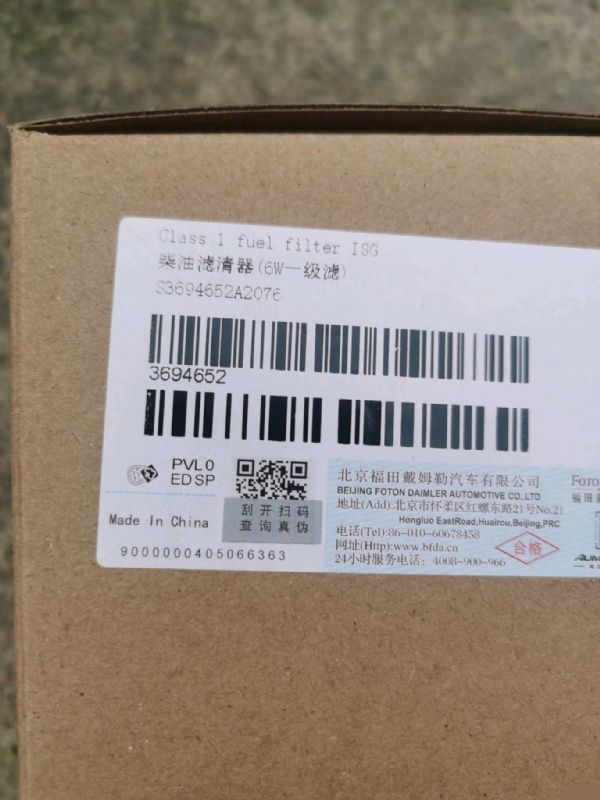 Class 1 fuel filter ISG
柴油滤清器(6W一级滤)
S3694652A2076
3694652
PVLO
EDSP
刮开扫码
查询真伪
Made In China
9000000405066363
北京福田戴姆勒汽车有限公司
BEIJING FOTON DAIMLER AUTOMOTIVE CO.,LTD
地址(Add):北京市怀柔区红螺东路21号No.21
Hongluo EastRoad,Huairou,Beijing,PRC
电话(Tel):86-010-60678458
网址(Http):www.bfda.cn
24小时服务电话：4008-900-966
合格
福田